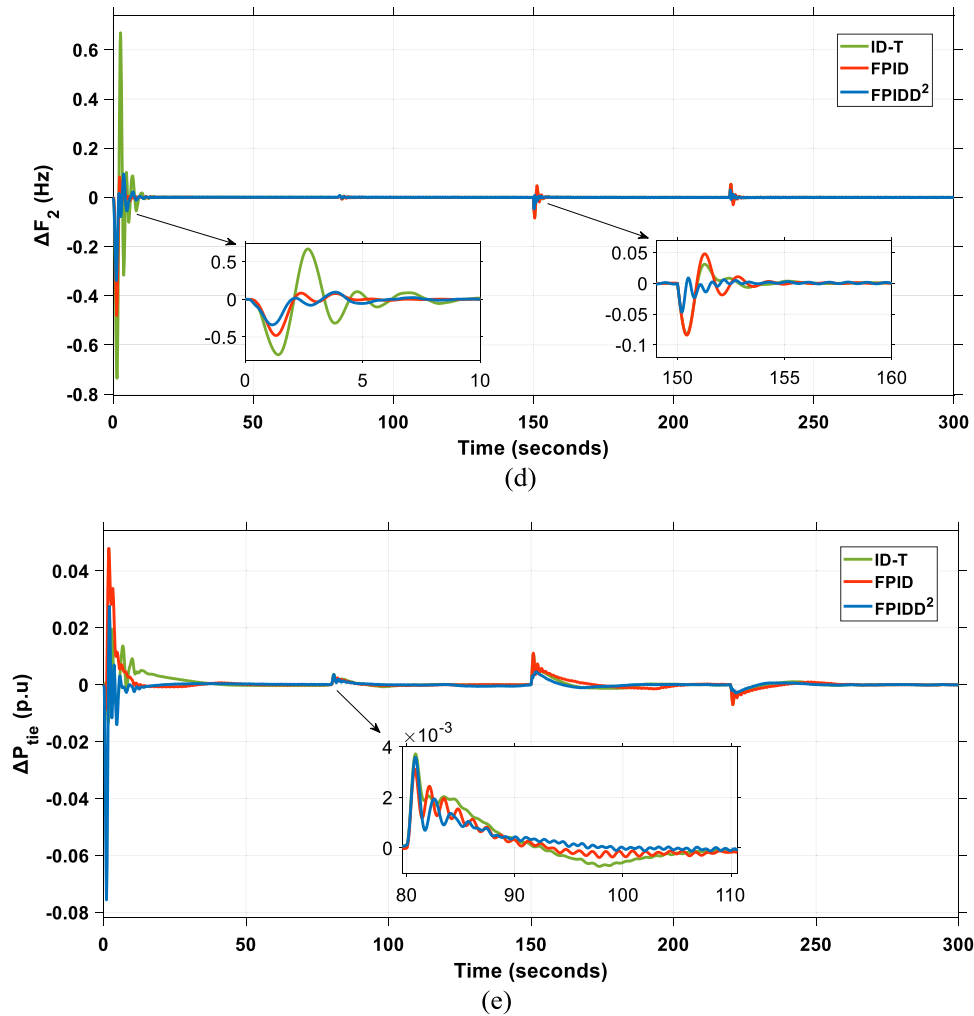 0.6
0.4
0.2
0
-0.2
-0.4
-0.6
-0.8
ΔF2 (Hz)
ID-T
FPID
FPIDD²
0.5
0
-0.5
0 5 10
0.05
0
-0.05
-0.1
150 155 160
0 50 100 150 200 250 300
Time (seconds)
(d)
0.04
0.02
0
-0.02
-0.04
-0.06
-0.08
ΔPtie (p.u)
ID-T
FPID
FPIDD²
×10⁻³
4
2
0
80 90 100 110
0 50 100 150 200 250 300
Time (seconds)
(e)